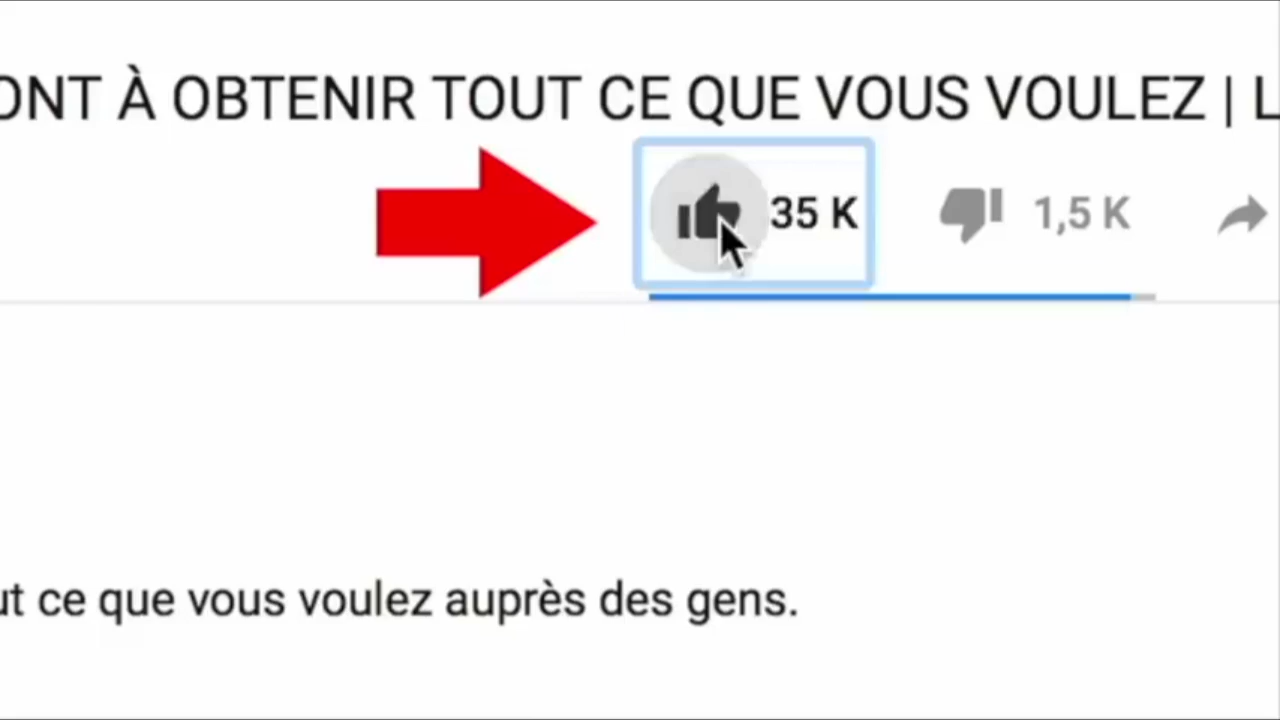 ONT À OBTENIR TOUT CE QUE VOUS VOULEZ | L
35 K 1,5 K
ut ce que vous voulez auprès des gens.